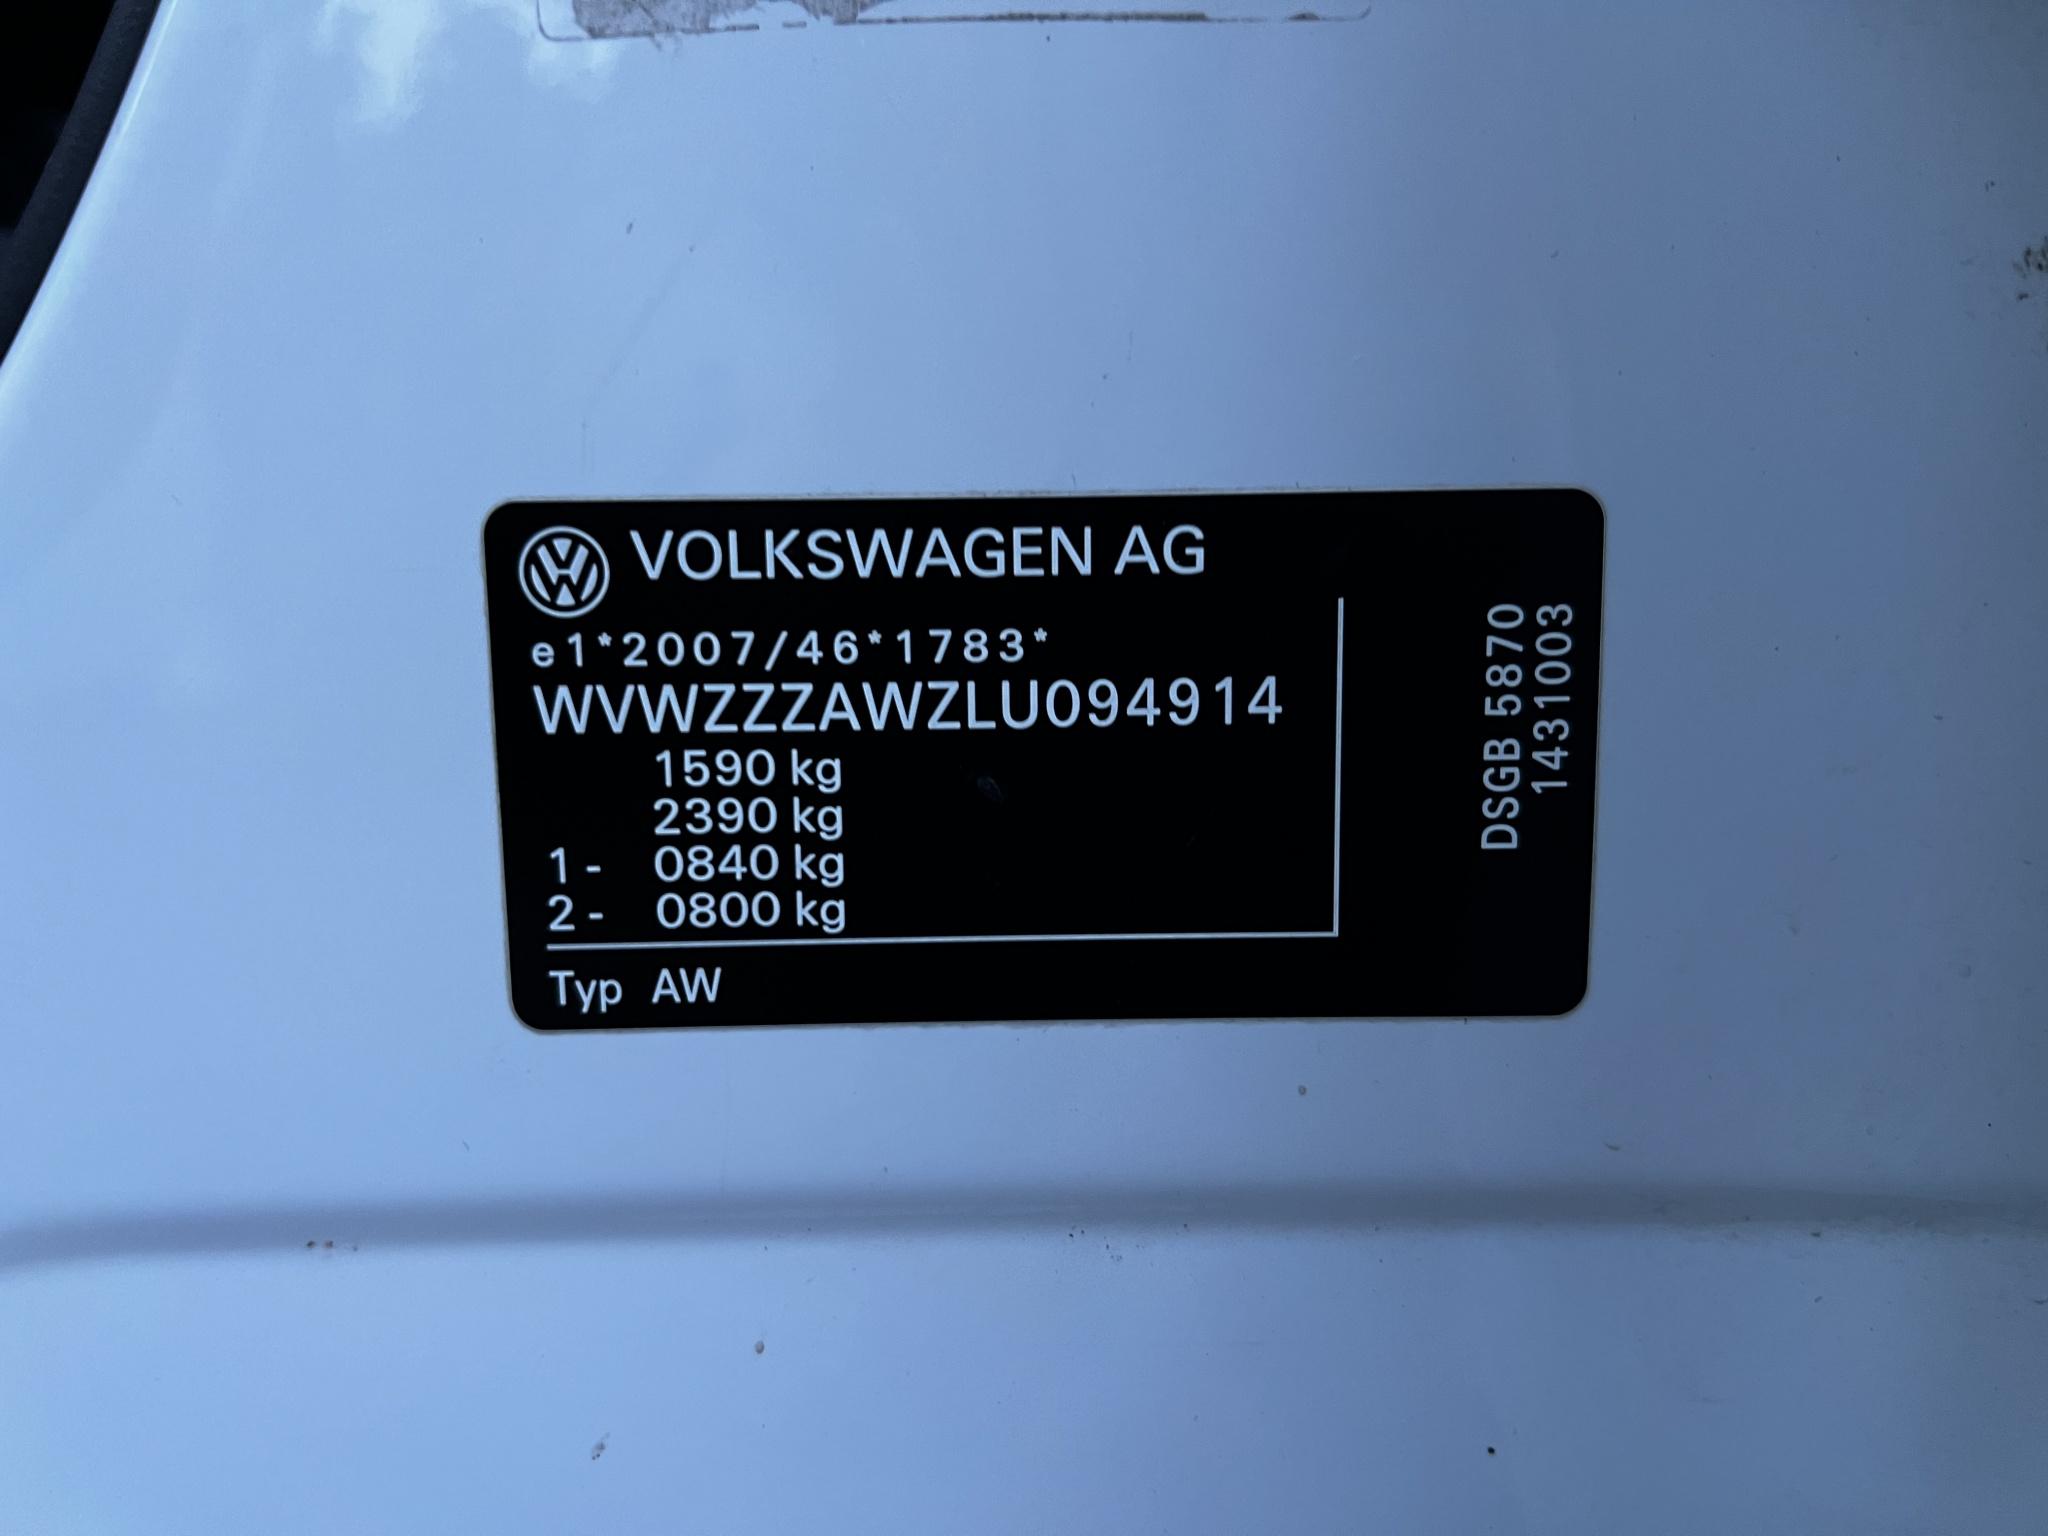 VOLKSWAGEN AG
e1*2007/46*1783*
WVWZZZAWZLU094914
1590 kg
2390 kg
1- 0840 kg
2- 0800 kg
Typ AW
DSGB 5870
1431003